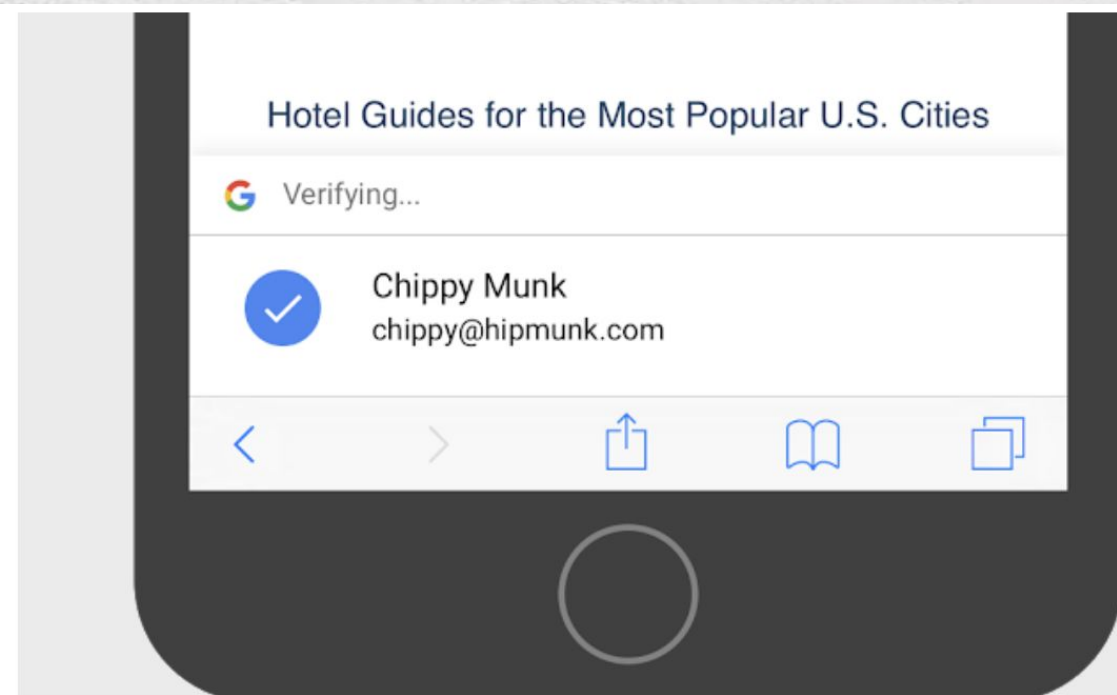 Hotel Guides for the Most Popular U.S. Cities
Verifying...
Chippy Munk
chippy@hipmunk.com